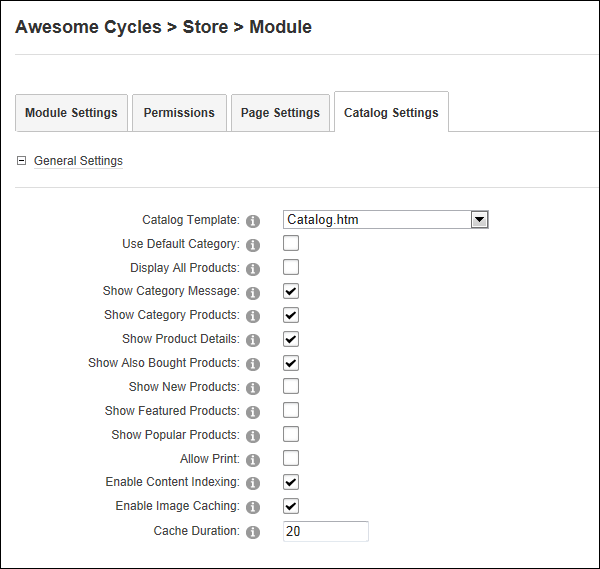 Awesome Cycles > Store > Module
Module Settings
Permissions
Page Settings
Catalog Settings
General Settings
Catalog Template: Catalog.htm
Use Default Category:
Display All Products:
Show Category Message:
Show Category Products:
Show Product Details:
Show Also Bought Products:
Show New Products:
Show Featured Products:
Show Popular Products:
Allow Print:
Enable Content Indexing:
Enable Image Caching:
Cache Duration: 20